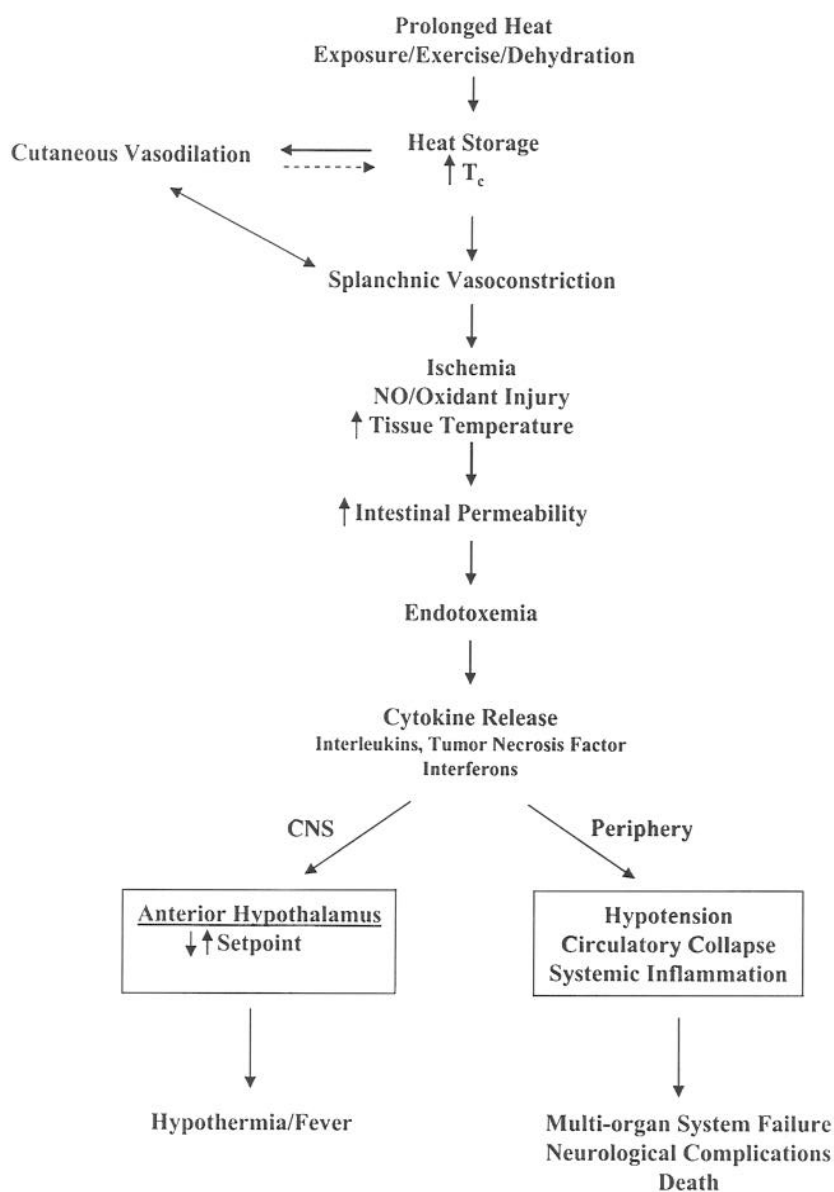 Prolonged Heat
Exposure/Exercise/Dehydration
Cutaneous Vasodilation
Heat Storage
↑ Tc
Splanchnic Vasoconstriction
Ischemia
NO/Oxidant Injury
↑ Tissue Temperature
↑ Intestinal Permeability
Endotoxemia
Cytokine Release
Interleukins, Tumor Necrosis Factor
Interferons
CNS
Periphery
Anterior Hypothalamus
↓ ↑ Setpoint
Hypotension
Circulatory Collapse
Systemic Inflammation
Hypothermia/Fever
Multi-organ System Failure
Neurological Complications
Death